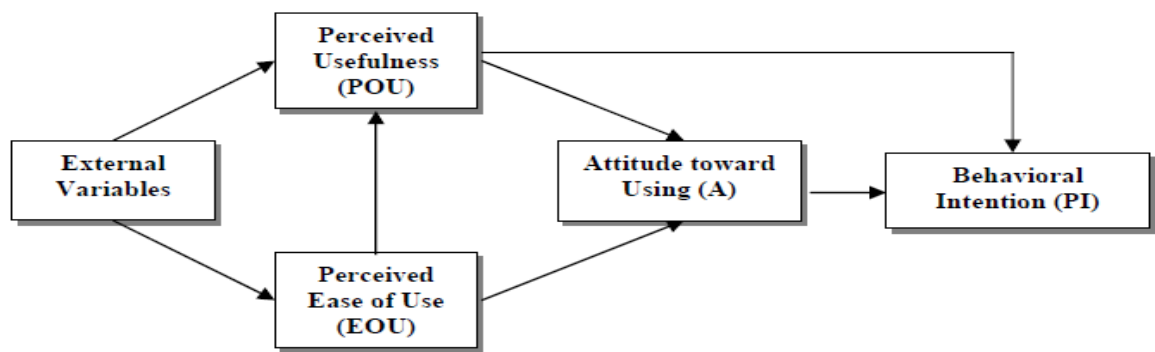 Perceived
Usefulness
(POU)
External
Variables
Attitude toward
Using (A)
Behavioral
Intention (PI)
Perceived
Ease of Use
(EOU)